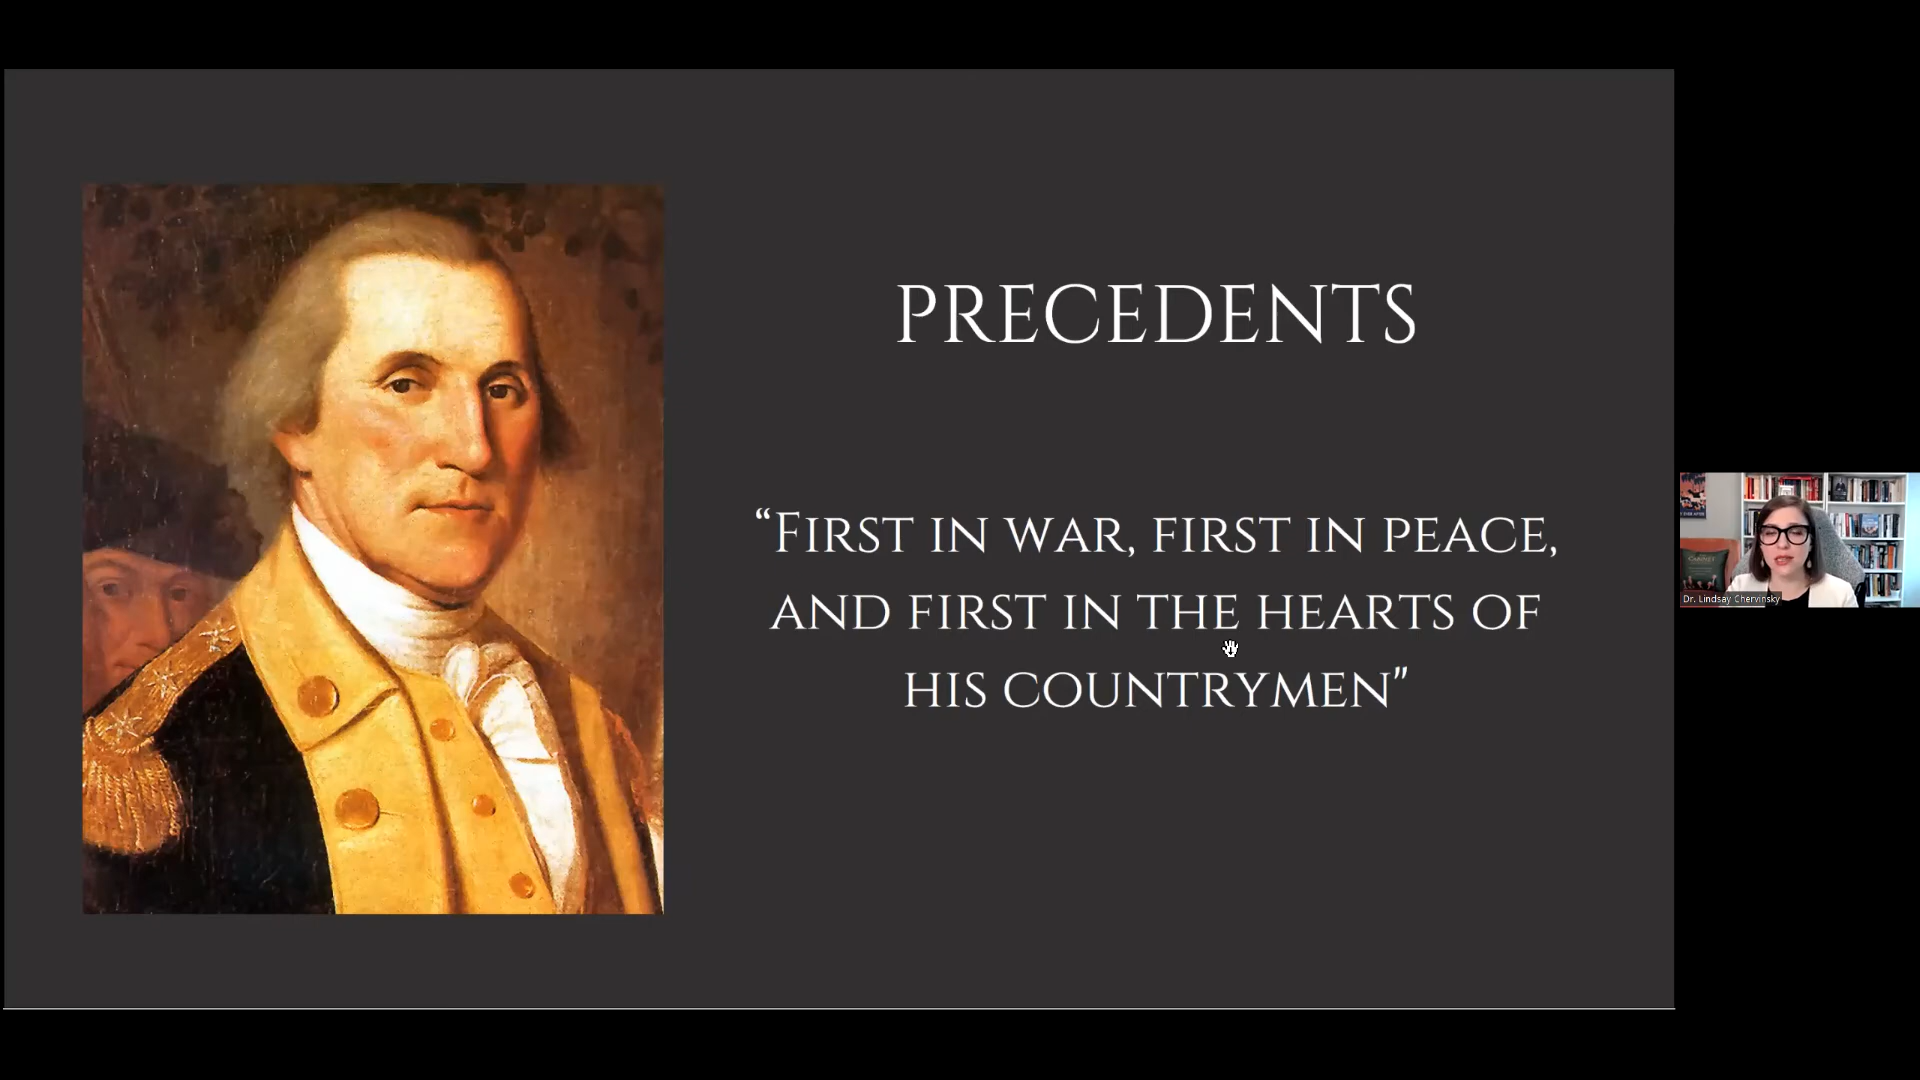 PRECEDENTS
“FIRST IN WAR, FIRST IN PEACE,
AND FIRST IN THE HEARTS OF
HIS COUNTRYMEN"
Dr. Lindsay Chervinsky